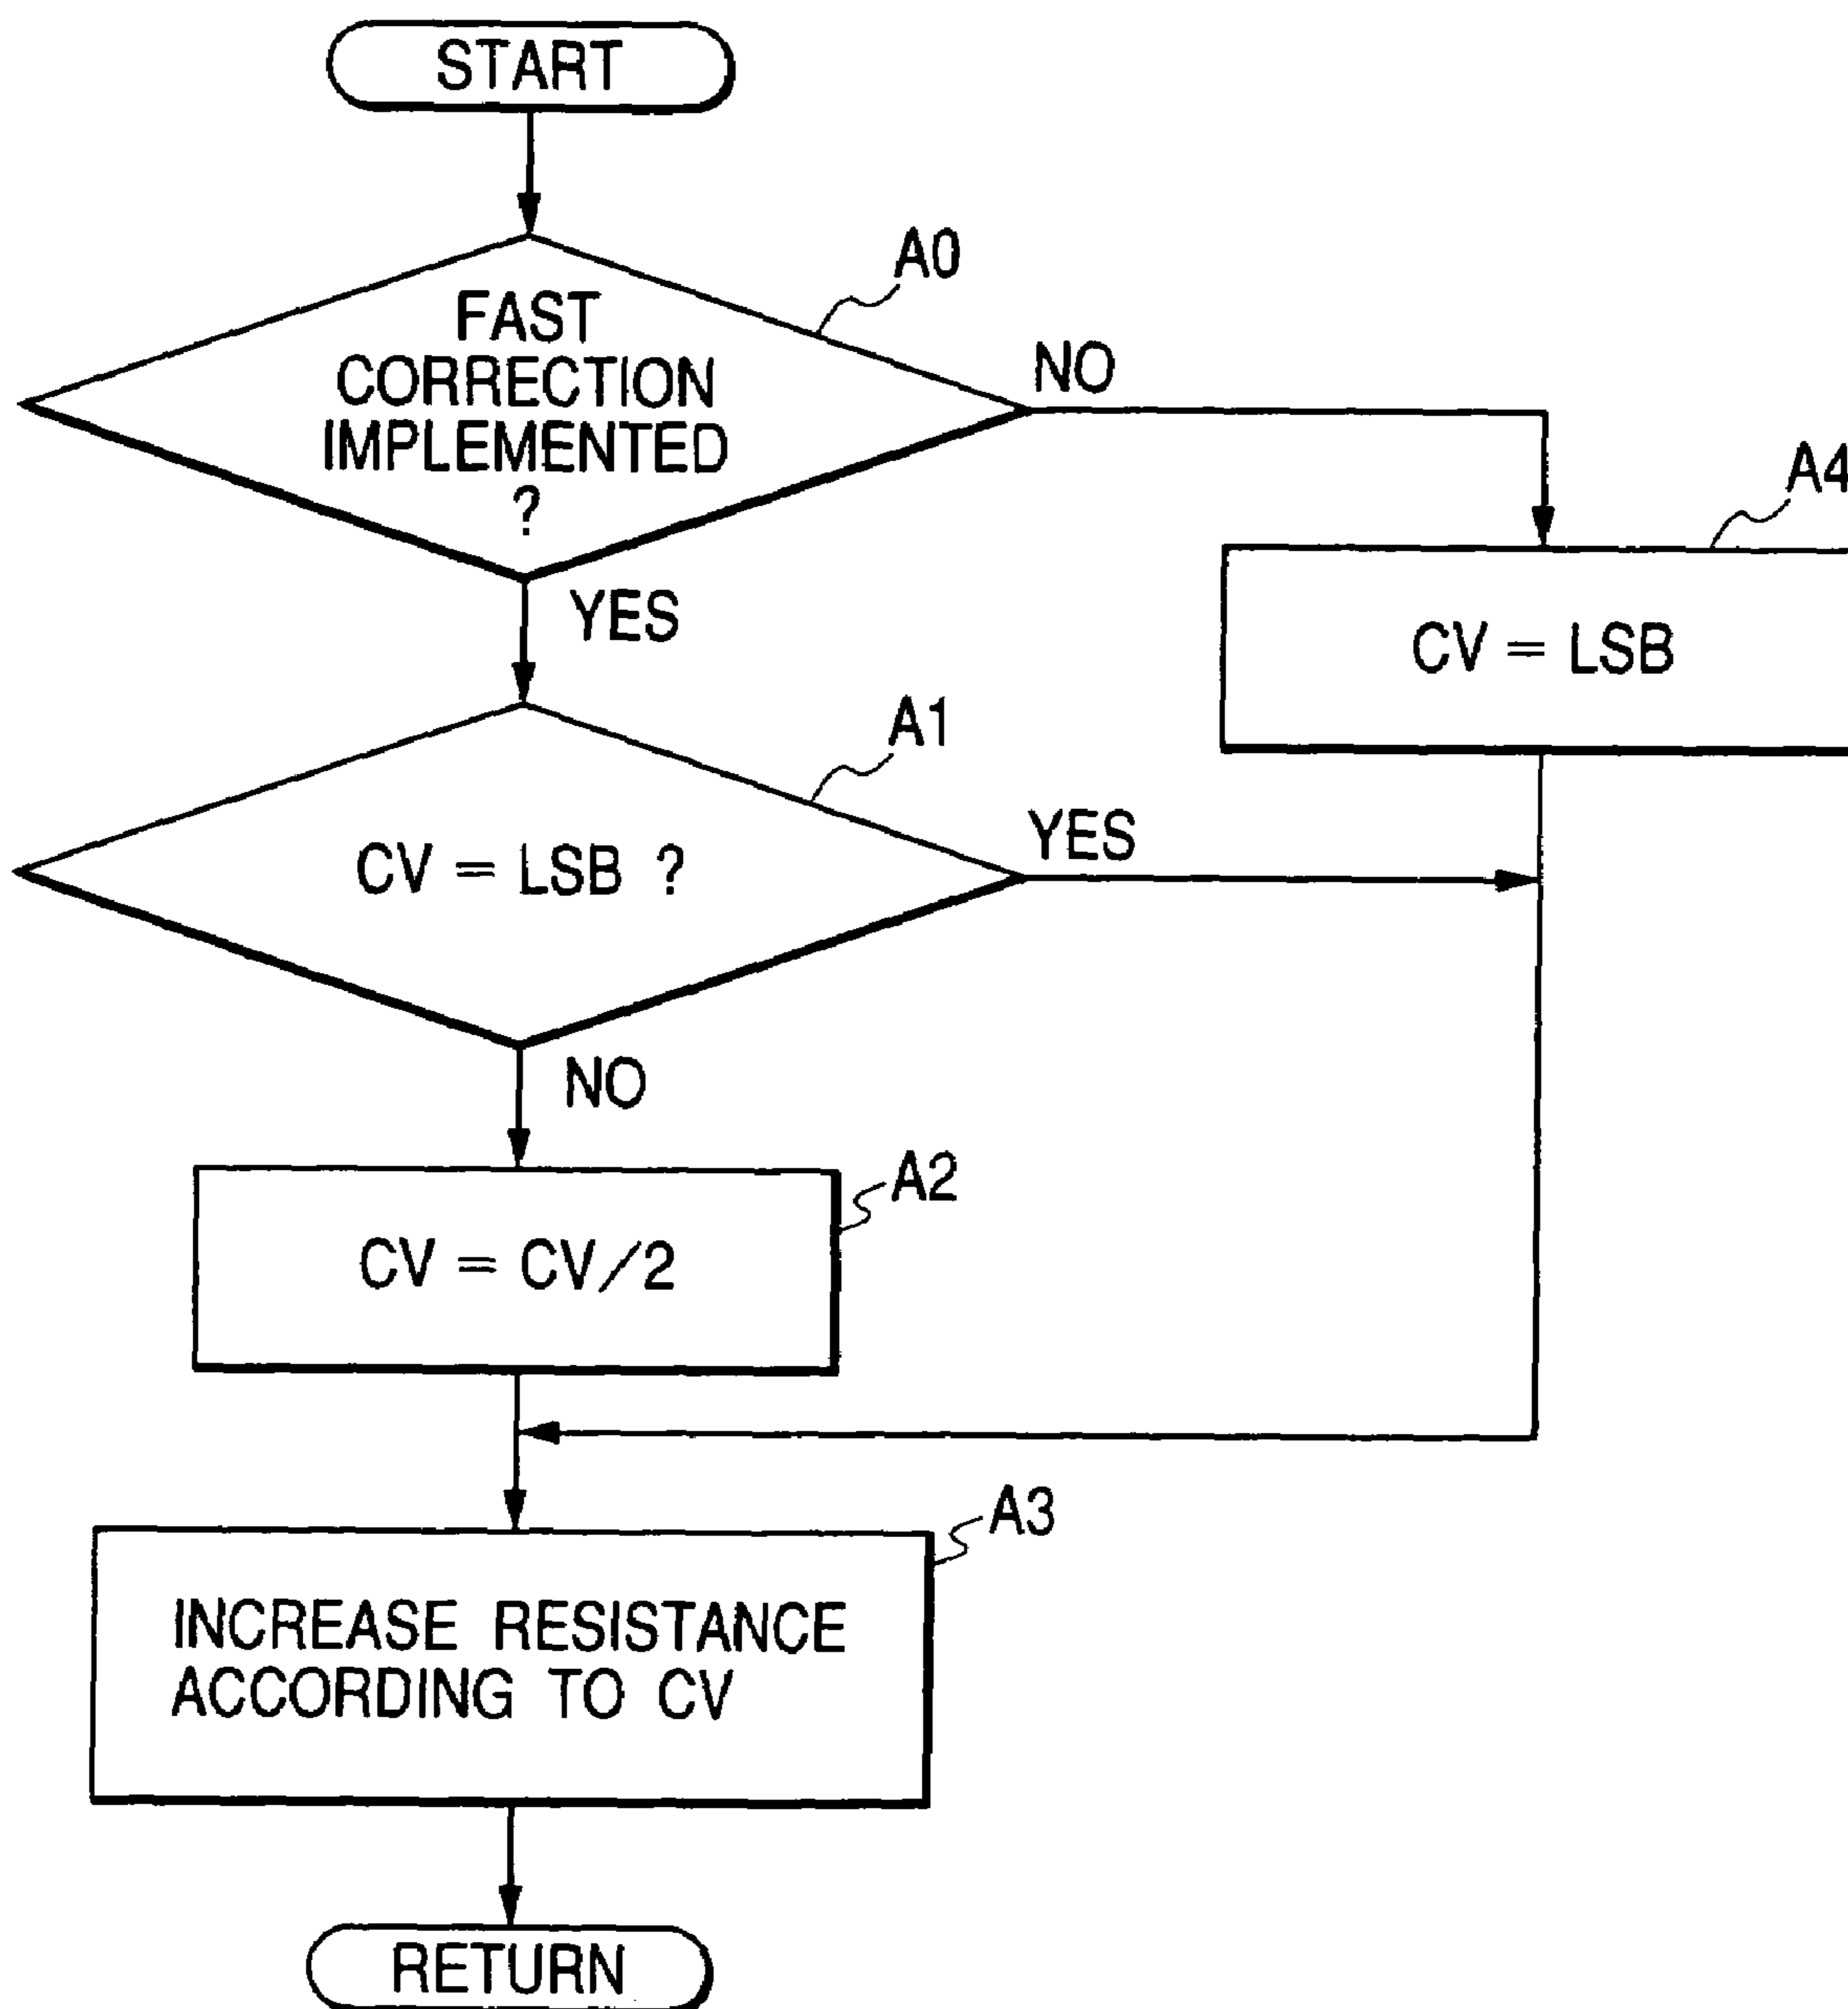 START
A0
FAST
CORRECTION
IMPLEMENTED
?
NO
A4
YES
CV = LSB
A1
CV = LSB ?
YES
NO
A2
CV = CV/2
A3
INCREASE RESISTANCE
ACCORDING TO CV
RETURN